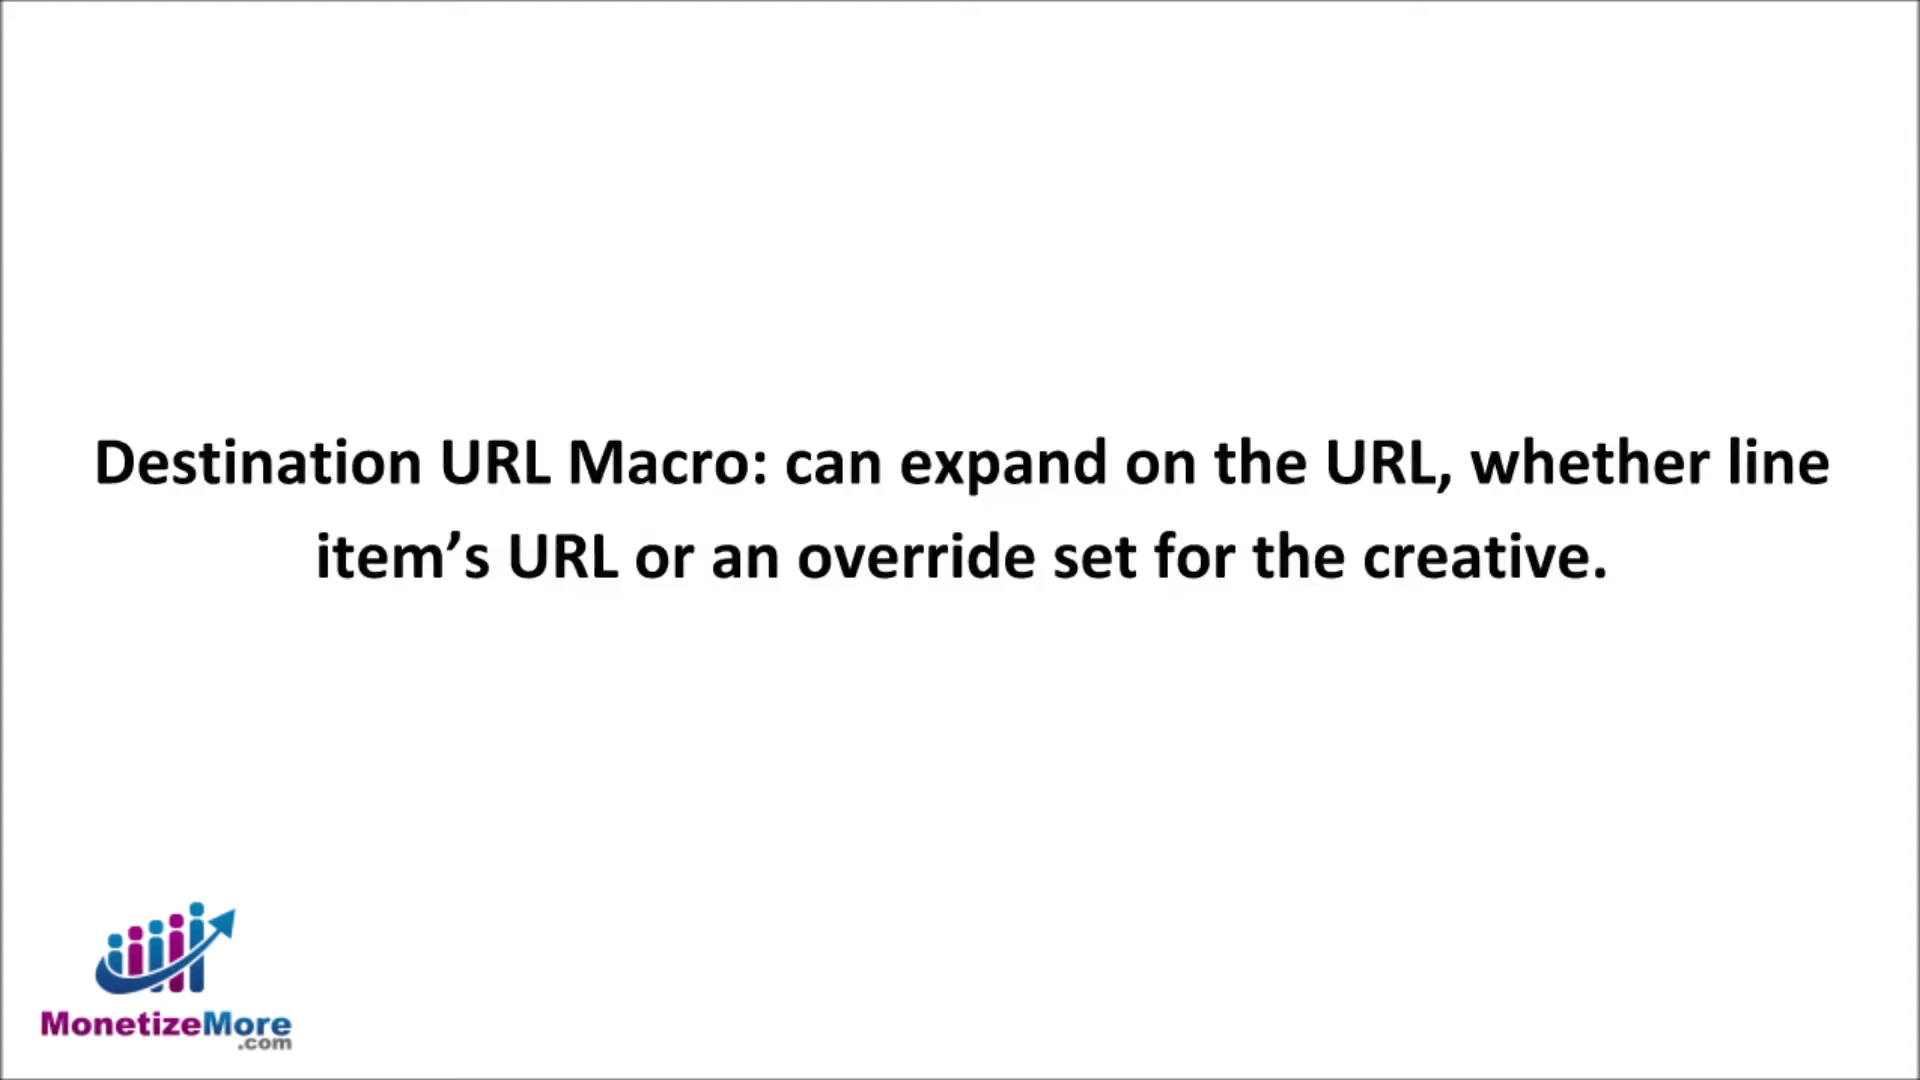 Destination URL Macro: can expand on the URL, whether line
item’s URL or an override set for the creative.
MonetizeMore
.com